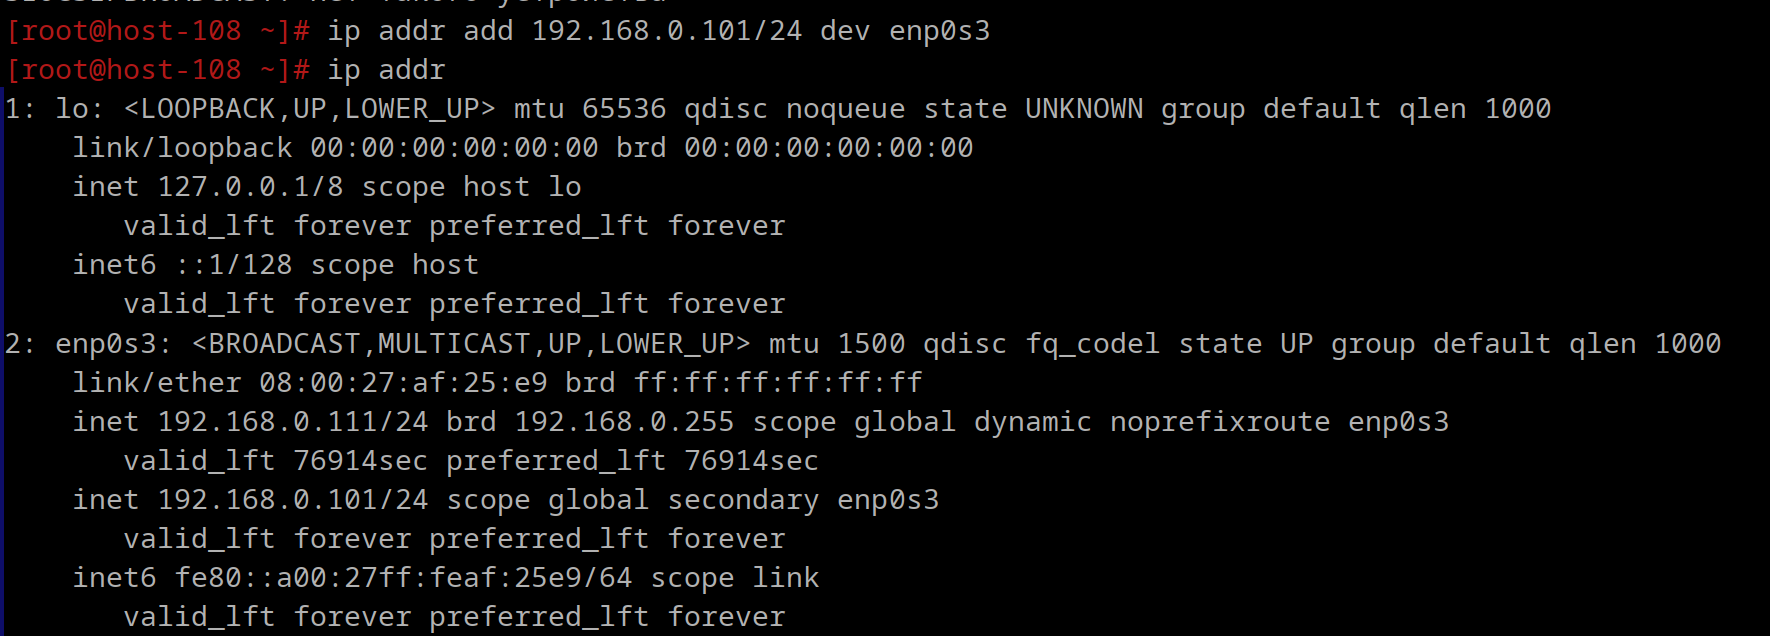 [root@host-108 ~]# ip addr add 192.168.0.101/24 dev enp0s3
[root@host-108 ~]# ip addr
1: lo: <LOOPBACK,UP,LOWER_UP> mtu 65536 qdisc noqueue state UNKNOWN group default qlen 1000
    link/loopback 00:00:00:00:00:00 brd 00:00:00:00:00:00
    inet 127.0.0.1/8 scope host lo
       valid_lft forever preferred_lft forever
    inet6 ::1/128 scope host
       valid_lft forever preferred_lft forever
2: enp0s3: <BROADCAST,MULTICAST,UP,LOWER_UP> mtu 1500 qdisc fq_codel state UP group default qlen 1000
    link/ether 08:00:27:af:25:e9 brd ff:ff:ff:ff:ff:ff
    inet 192.168.0.111/24 brd 192.168.0.255 scope global dynamic noprefixroute enp0s3
       valid_lft 76914sec preferred_lft 76914sec
    inet 192.168.0.101/24 scope global secondary enp0s3
       valid_lft forever preferred_lft forever
    inet6 fe80::a00:27ff:feaf:25e9/64 scope link
       valid_lft forever preferred_lft forever